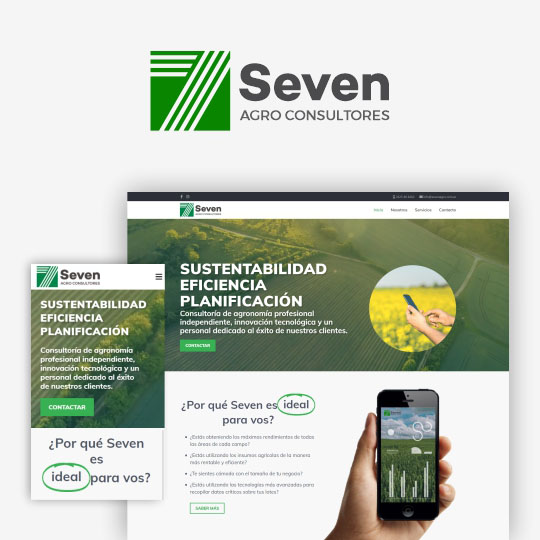 7 Seven
AGRO CONSULTORES
Seven
AGRO CONSULTORES
Inicio Nosotros Servicios Contacto
SUSTENTABILIDAD
EFICIENCIA
PLANIFICACIÓN
Consultoría de agronomía profesional
independiente, innovación tecnológica y un
personal dedicado al éxito de nuestros clientes.
CONTACTAR
¿Por qué Seven es ideal
para vos?
¿Estás obteniendo los máximos rendimientos de todas
las áreas de cada campo?
¿Estás utilizando los insumos agrícolas de la manera
más rentable y eficiente?
¿Te sientes cómodo con el tamaño de tu negocio?
¿Estás utilizando las tecnologías más avanzadas para
recopilar datos críticos sobre tus lotes?
SABER MÁS
Seven
AGRO CONSULTORES
SUSTENTABILIDAD
EFICIENCIA
PLANIFICACIÓN
Consultoría de agronomía
profesional independiente,
innovación tecnológica y un
personal dedicado al éxito
de nuestros clientes.
CONTACTAR
¿Por qué Seven
es
ideal para vos?